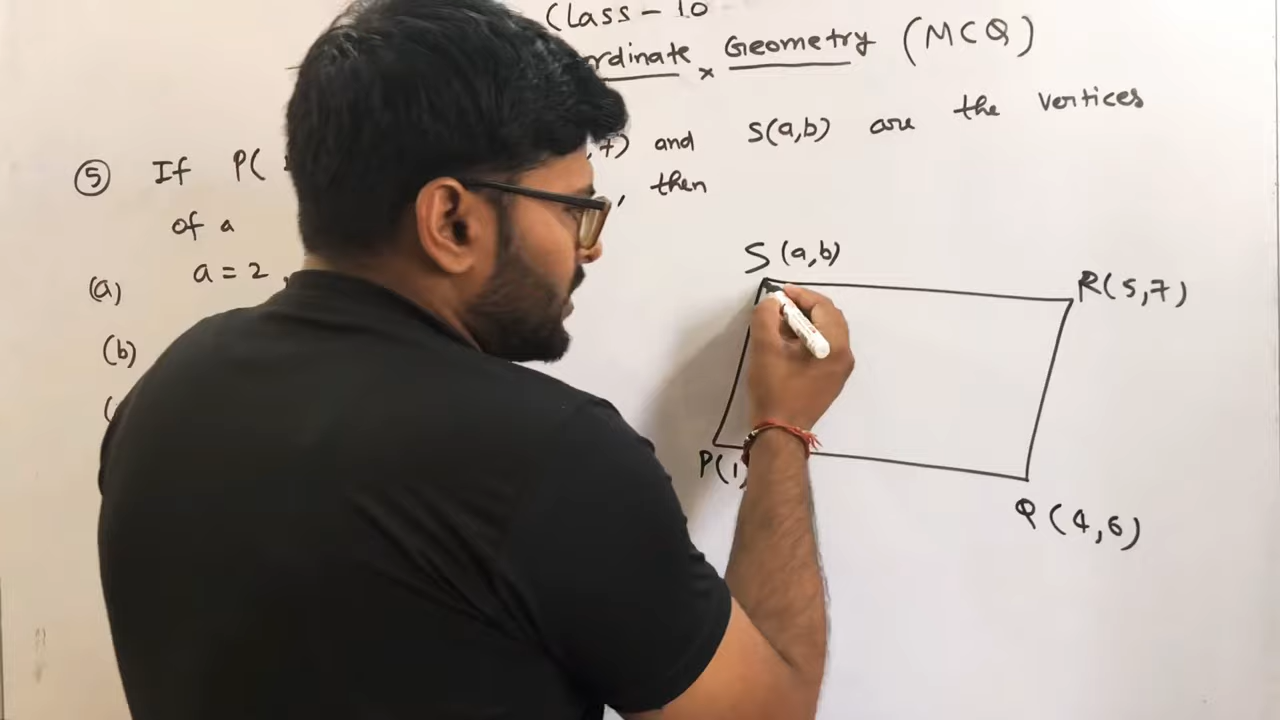 Class - 10
rdinate Geometry (MCQ)
⑤ If P( ,7) and S(a,b) are the vertices
of a , then
(a) a = 2 ,
(b)
S (a,b)
R(5,7)
P(1
Q (4,6)